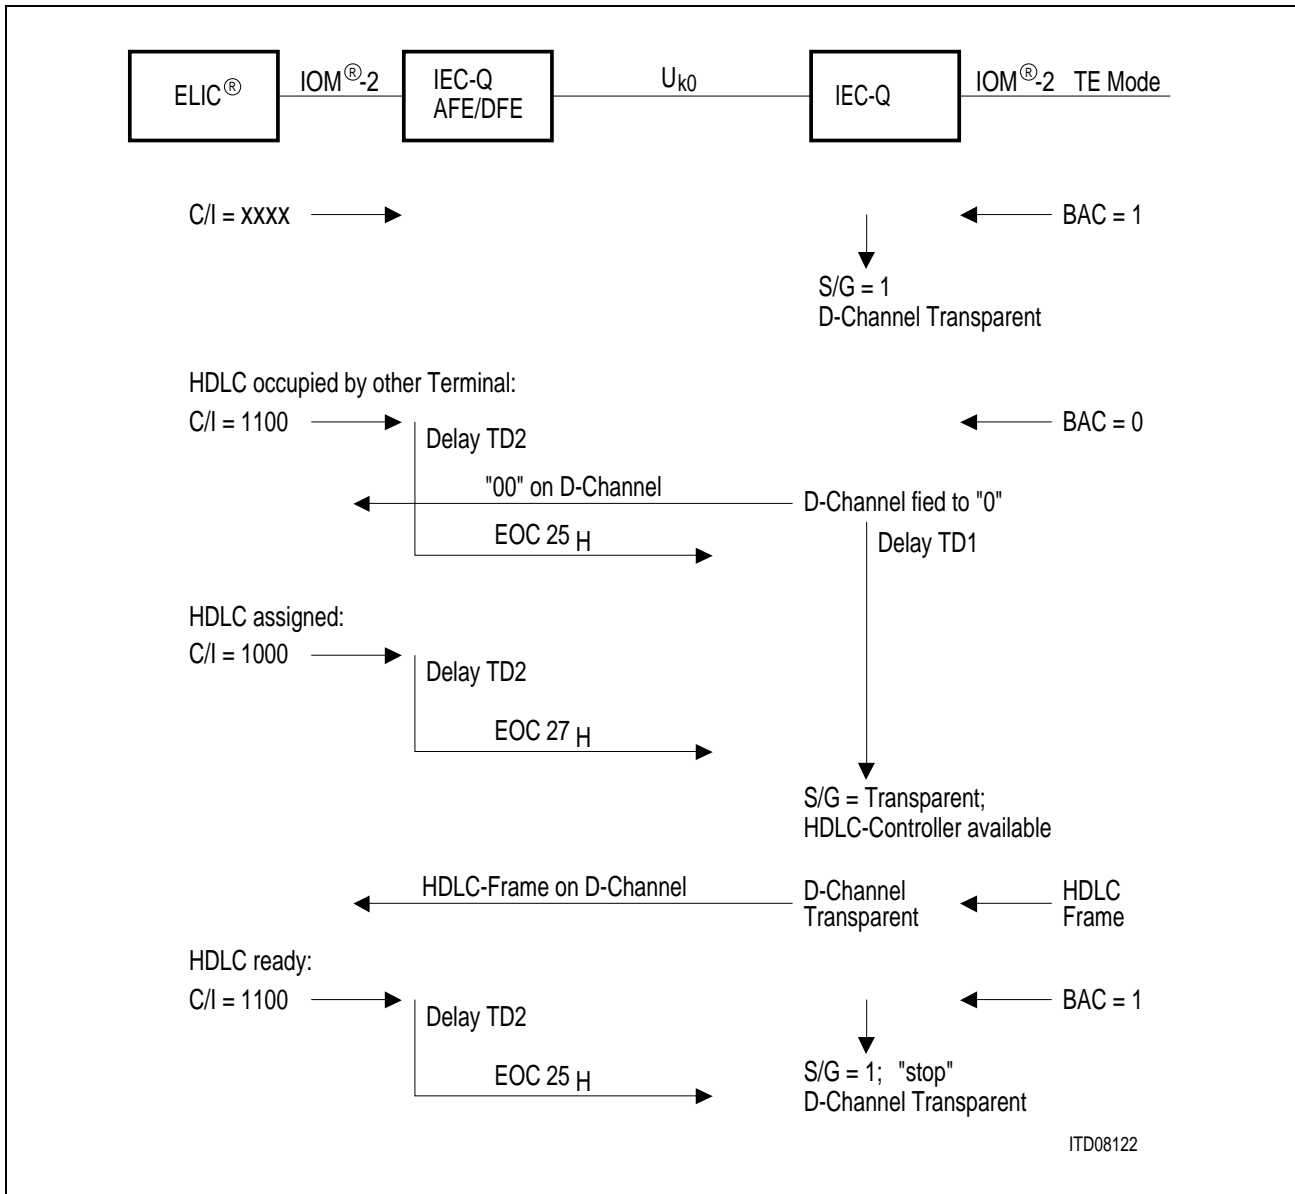 ELIC®
IOM®-2
IEC-Q
AFE/DFE
Uk0
IEC-Q
IOM®-2 TE Mode
C/I = xxxx
BAC = 1
S/G = 1
D-Channel Transparent
HDLC occupied by other Terminal:
C/I = 1100
BAC = 0
Delay TD2
"00" on D-Channel
D-Channel fied to "0"
EOC 25 H
Delay TD1
HDLC assigned:
C/I = 1000
Delay TD2
EOC 27 H
S/G = Transparent;
HDLC-Controller available
HDLC-Frame on D-Channel
D-Channel
Transparent
HDLC
Frame
HDLC ready:
C/I = 1100
BAC = 1
Delay TD2
EOC 25 H
S/G = 1; "stop"
D-Channel Transparent
ITD08122